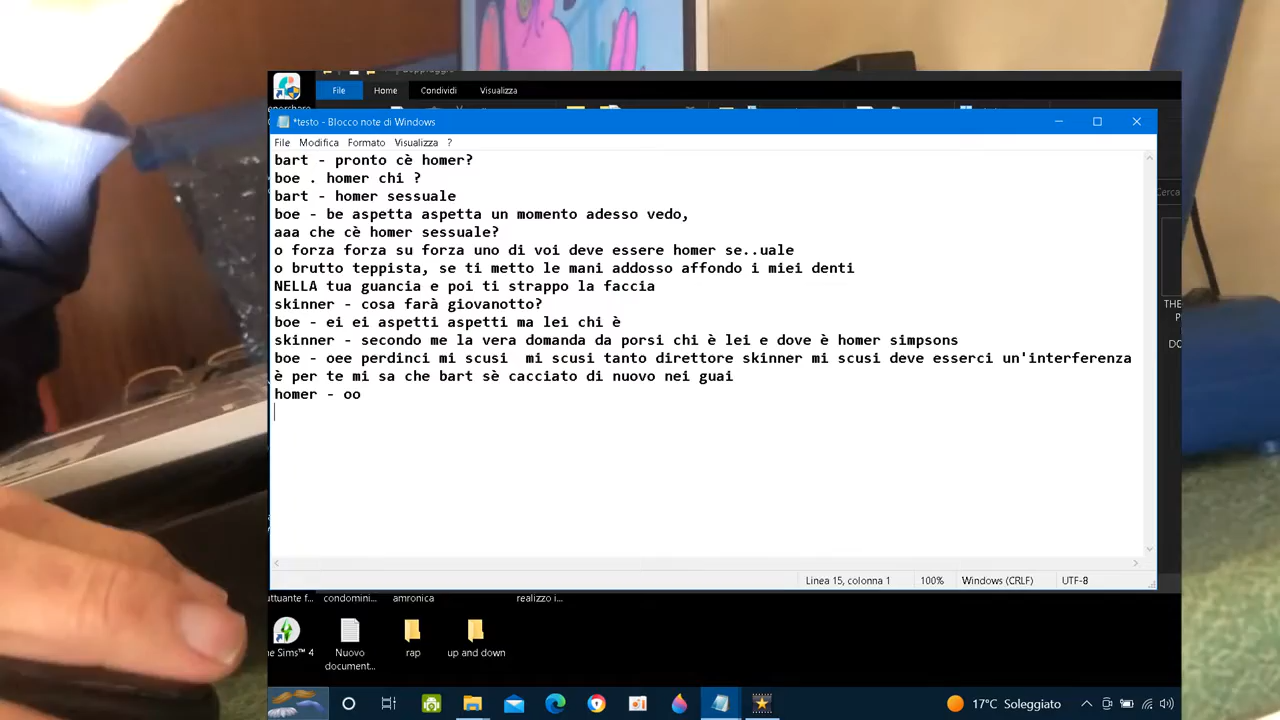 File Home Condividi Visualizza
*testo - Blocco note di Windows
File Modifica Formato Visualizza ?
bart - pronto cè homer?
boe . homer chi ?
bart - homer sessuale
boe - be aspetta aspetta un momento adesso vedo,
aaa che cè homer sessuale?
o forza forza su forza uno di voi deve essere homer se..uale
o brutto teppista, se ti metto le mani addosso affondo i miei denti
NELLA tua guancia e poi ti strappo la faccia
skinner - cosa farà giovanotto?
boe - ei ei aspetti aspetti ma lei chi è
skinner - secondo me la vera domanda da porsi chi è lei e dove è homer simpsons
boe - oee perdinci mi scusi  mi scusi tanto direttore skinner mi scusi deve esserci un'interferenza
è per te mi sa che bart sè cacciato di nuovo nei guai
homer - oo
Cerca
THE
Linea 15, colonna 1 100% Windows (CRLF) UTF-8
condomini... amronica realizzo i...
he Sims™ 4 Nuovo document... rap up and down
17°C Soleggiato